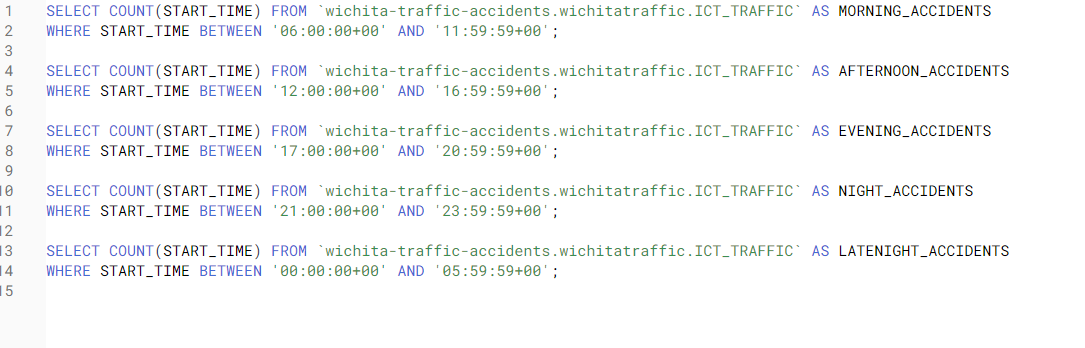 1 SELECT COUNT(START_TIME) FROM `wichita-traffic-accidents.wichitatraffic.ICT_TRAFFIC` AS MORNING_ACCIDENTS
2 WHERE START_TIME BETWEEN '06:00:00+00' AND '11:59:59+00';
3
4 SELECT COUNT(START_TIME) FROM `wichita-traffic-accidents.wichitatraffic.ICT_TRAFFIC` AS AFTERNOON_ACCIDENTS
5 WHERE START_TIME BETWEEN '12:00:00+00' AND '16:59:59+00';
6
7 SELECT COUNT(START_TIME) FROM `wichita-traffic-accidents.wichitatraffic.ICT_TRAFFIC` AS EVENING_ACCIDENTS
8 WHERE START_TIME BETWEEN '17:00:00+00' AND '20:59:59+00';
9
10 SELECT COUNT(START_TIME) FROM `wichita-traffic-accidents.wichitatraffic.ICT_TRAFFIC` AS NIGHT_ACCIDENTS
11 WHERE START_TIME BETWEEN '21:00:00+00' AND '23:59:59+00';
12
13 SELECT COUNT(START_TIME) FROM `wichita-traffic-accidents.wichitatraffic.ICT_TRAFFIC` AS LATENIGHT_ACCIDENTS
14 WHERE START_TIME BETWEEN '00:00:00+00' AND '05:59:59+00';
15